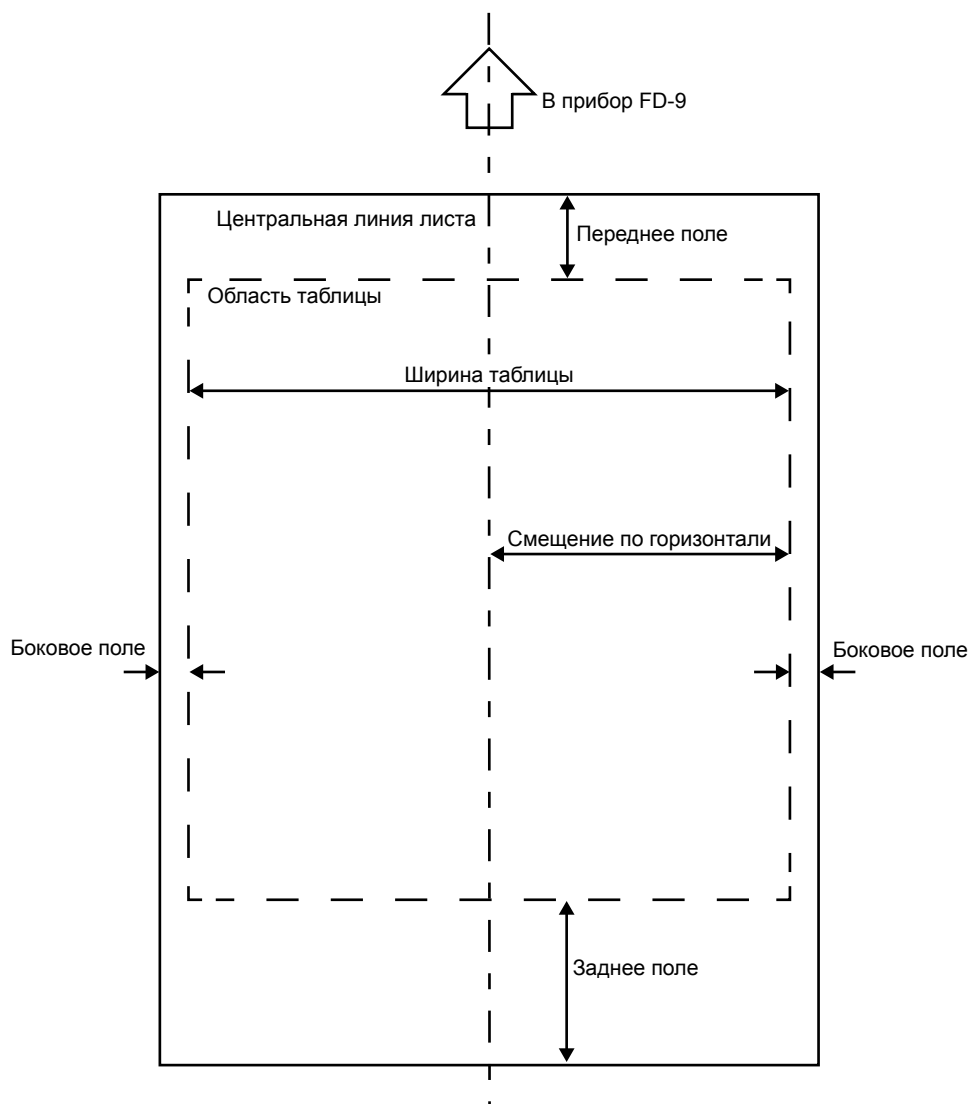 В прибор FD-9
Центральная линия листа
Переднее поле
Область таблицы
Ширина таблицы
Смещение по горизонтали
Боковое поле
Боковое поле
Заднее поле